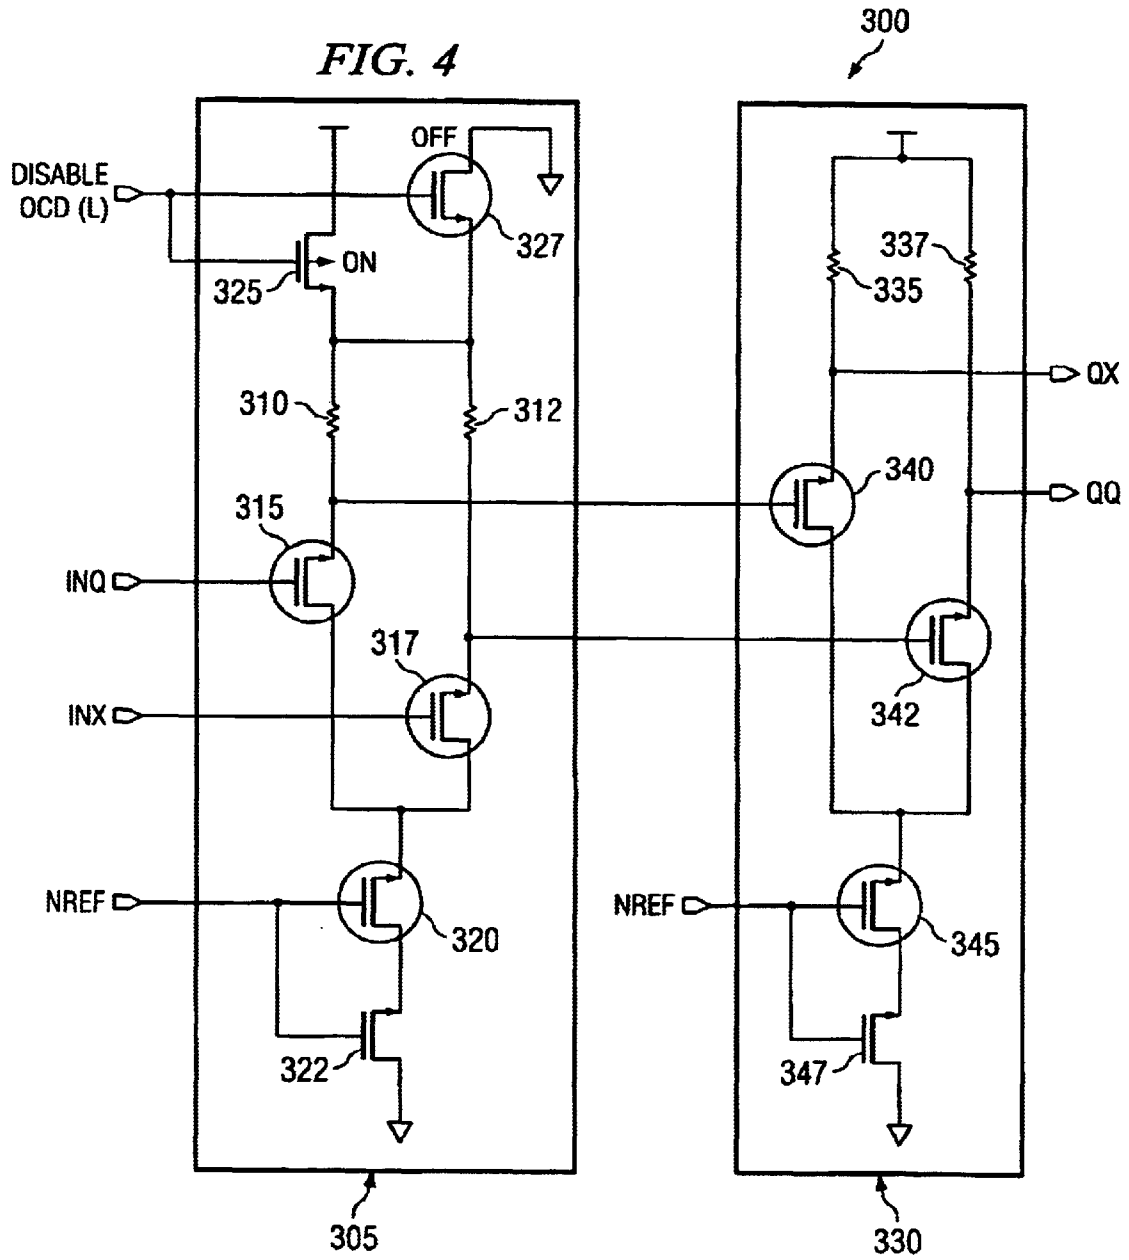 FIG. 4
300
OFF
DISABLE
OCD (L)
327
337
ON
325
335
QX
310
312
340
QQ
315
INQ
317
INX
342
NREF
NREF
320
345
322
347
305
330